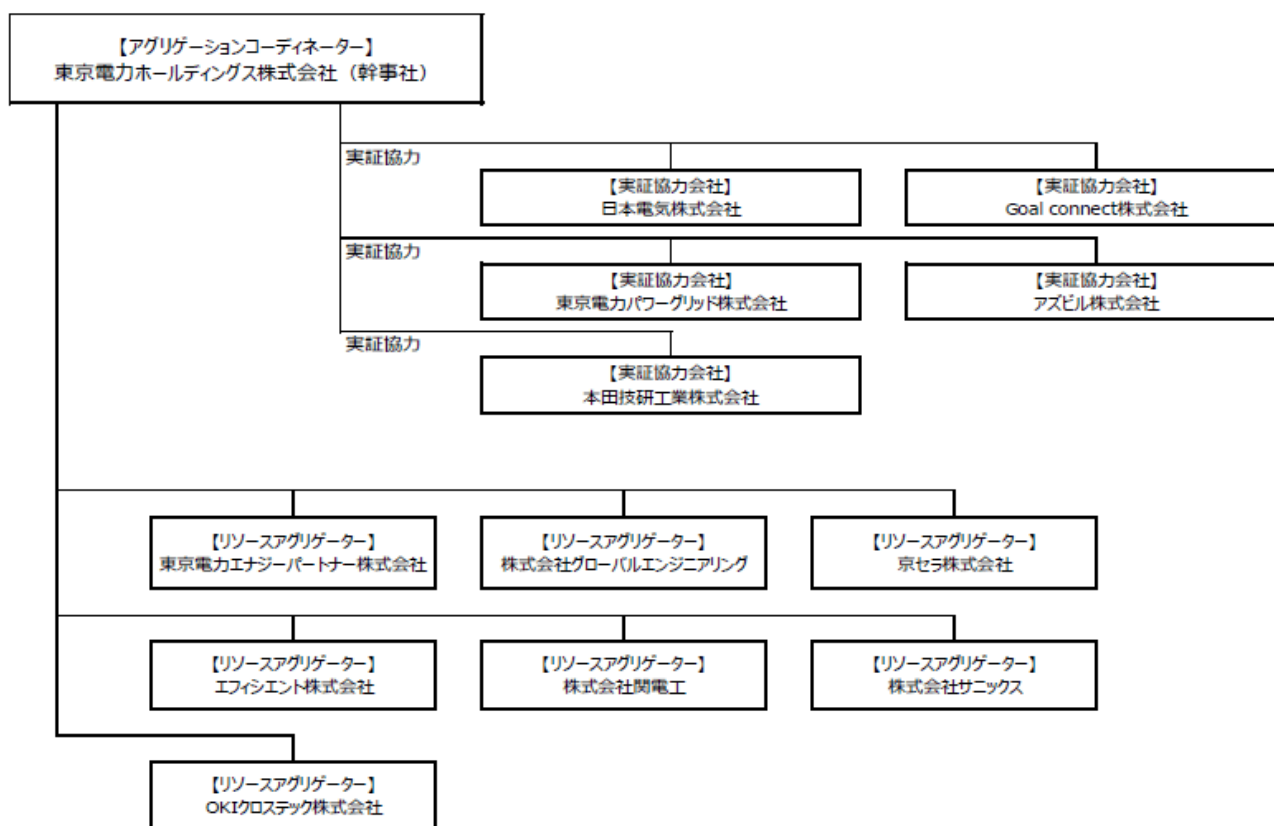 【アグリゲーションコーディネーター】
東京電力ホールディングス株式会社（幹事社）
実証協力
【実証協力会社】
日本電気株式会社
【実証協力会社】
Goal connect株式会社
実証協力
【実証協力会社】
東京電力パワーグリッド株式会社
【実証協力会社】
アズビル株式会社
実証協力
【実証協力会社】
本田技研工業株式会社
【リソースアグリゲーター】
東京電力エナジーパートナー株式会社
【リソースアグリゲーター】
株式会社グローバルエンジニアリング
【リソースアグリゲーター】
京セラ株式会社
【リソースアグリゲーター】
エフィシエント株式会社
【リソースアグリゲーター】
株式会社関電工
【リソースアグリゲーター】
株式会社サニックス
【リソースアグリゲーター】
OKIクロステック株式会社